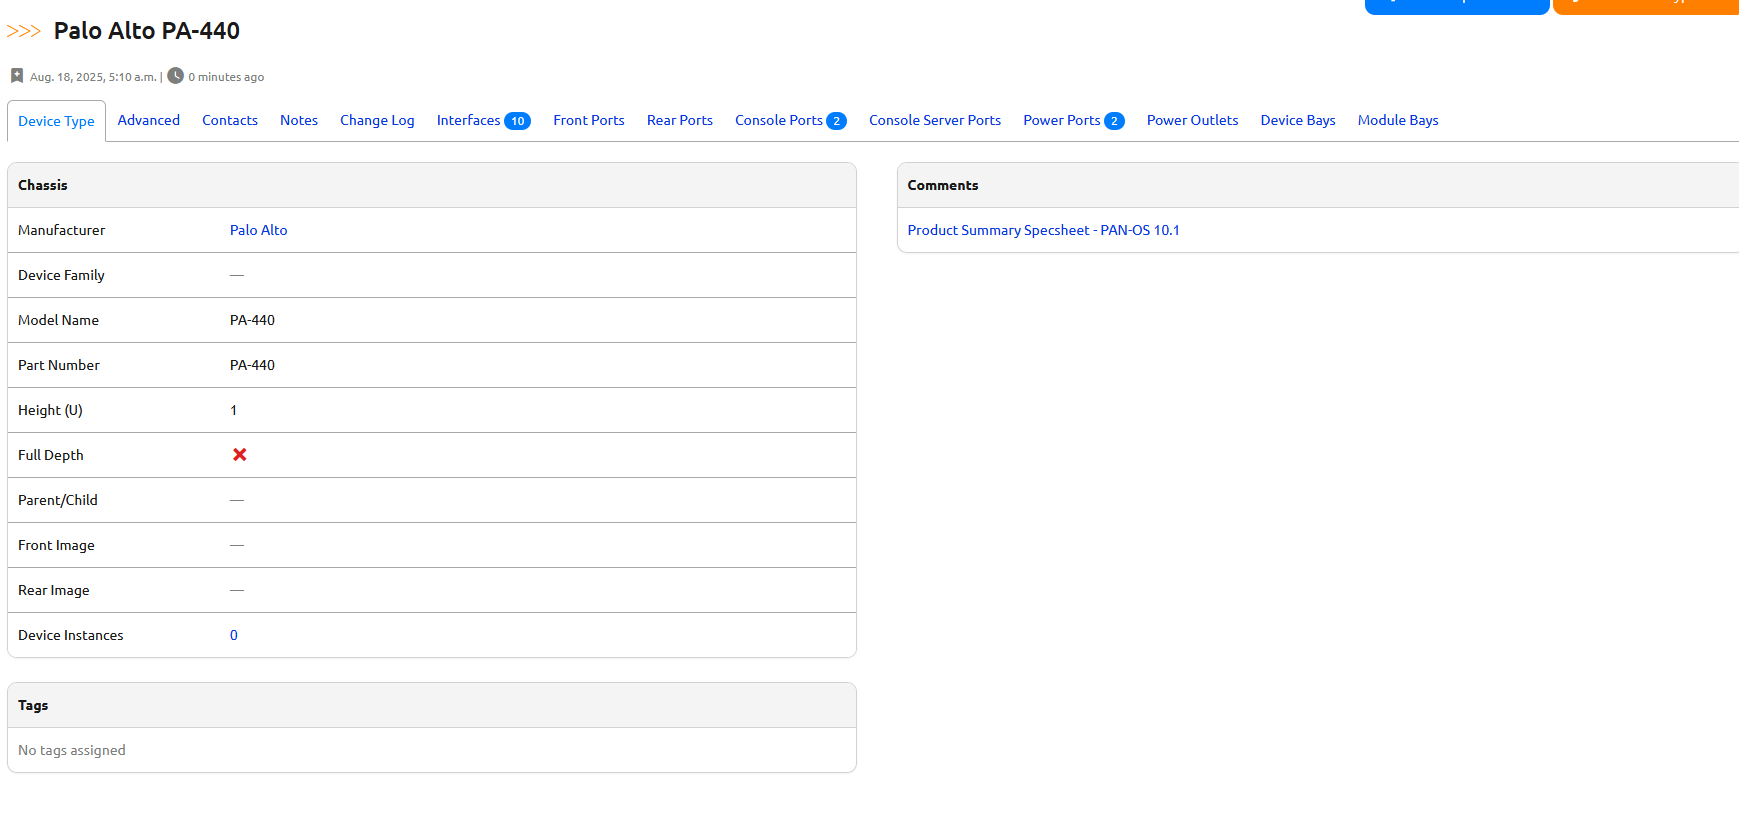 >>> Palo Alto PA-440
Aug. 18, 2025, 5:10 a.m. | 0 minutes ago
Device Type Advanced Contacts Notes Change Log Interfaces 10 Front Ports Rear Ports Console Ports 2 Console Server Ports Power Ports 2 Power Outlets Device Bays Module Bays
Chassis
Manufacturer Palo Alto
Device Family —
Model Name PA-440
Part Number PA-440
Height (U) 1
Full Depth
Parent/Child —
Front Image —
Rear Image —
Device Instances 0
Tags
No tags assigned
Comments
Product Summary Specsheet - PAN-OS 10.1